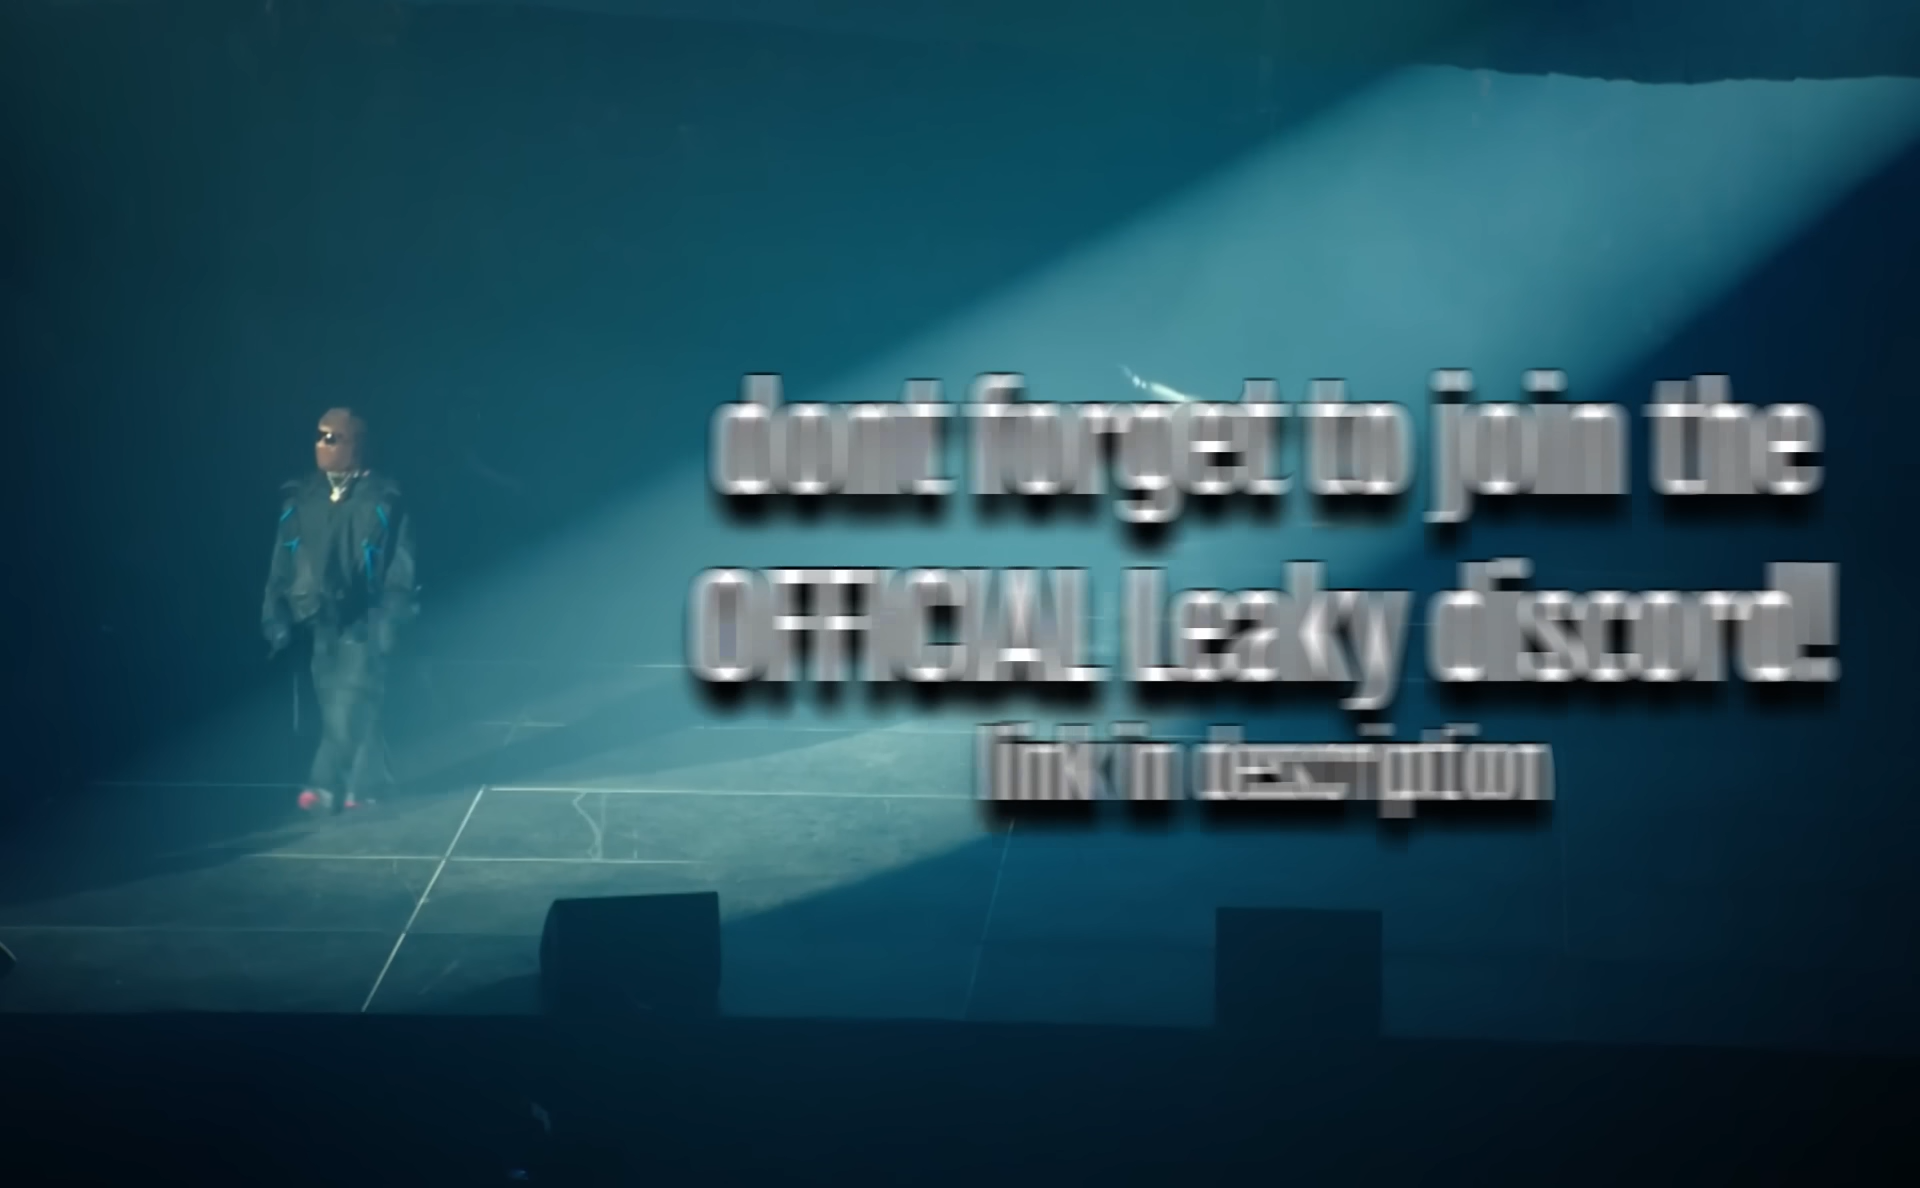 dont forget to join the
OFFICIAL Leaky discord!
link in description